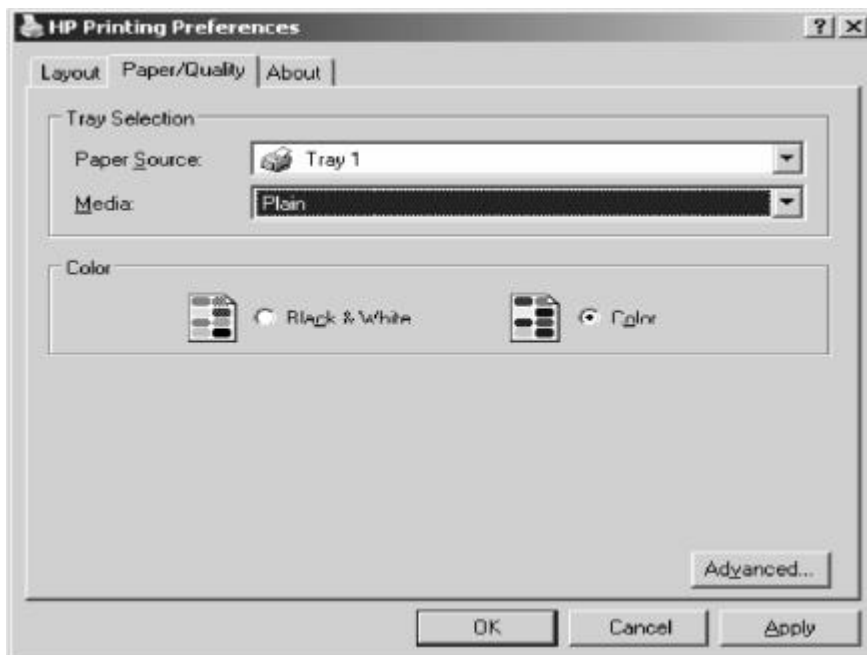 HP Printing Preferences
Layout Paper/Quality About
Tray Selection
Paper Source: Tray 1
Media: Plain
Color
Black & White Color
Advanced...
OK Cancel Apply